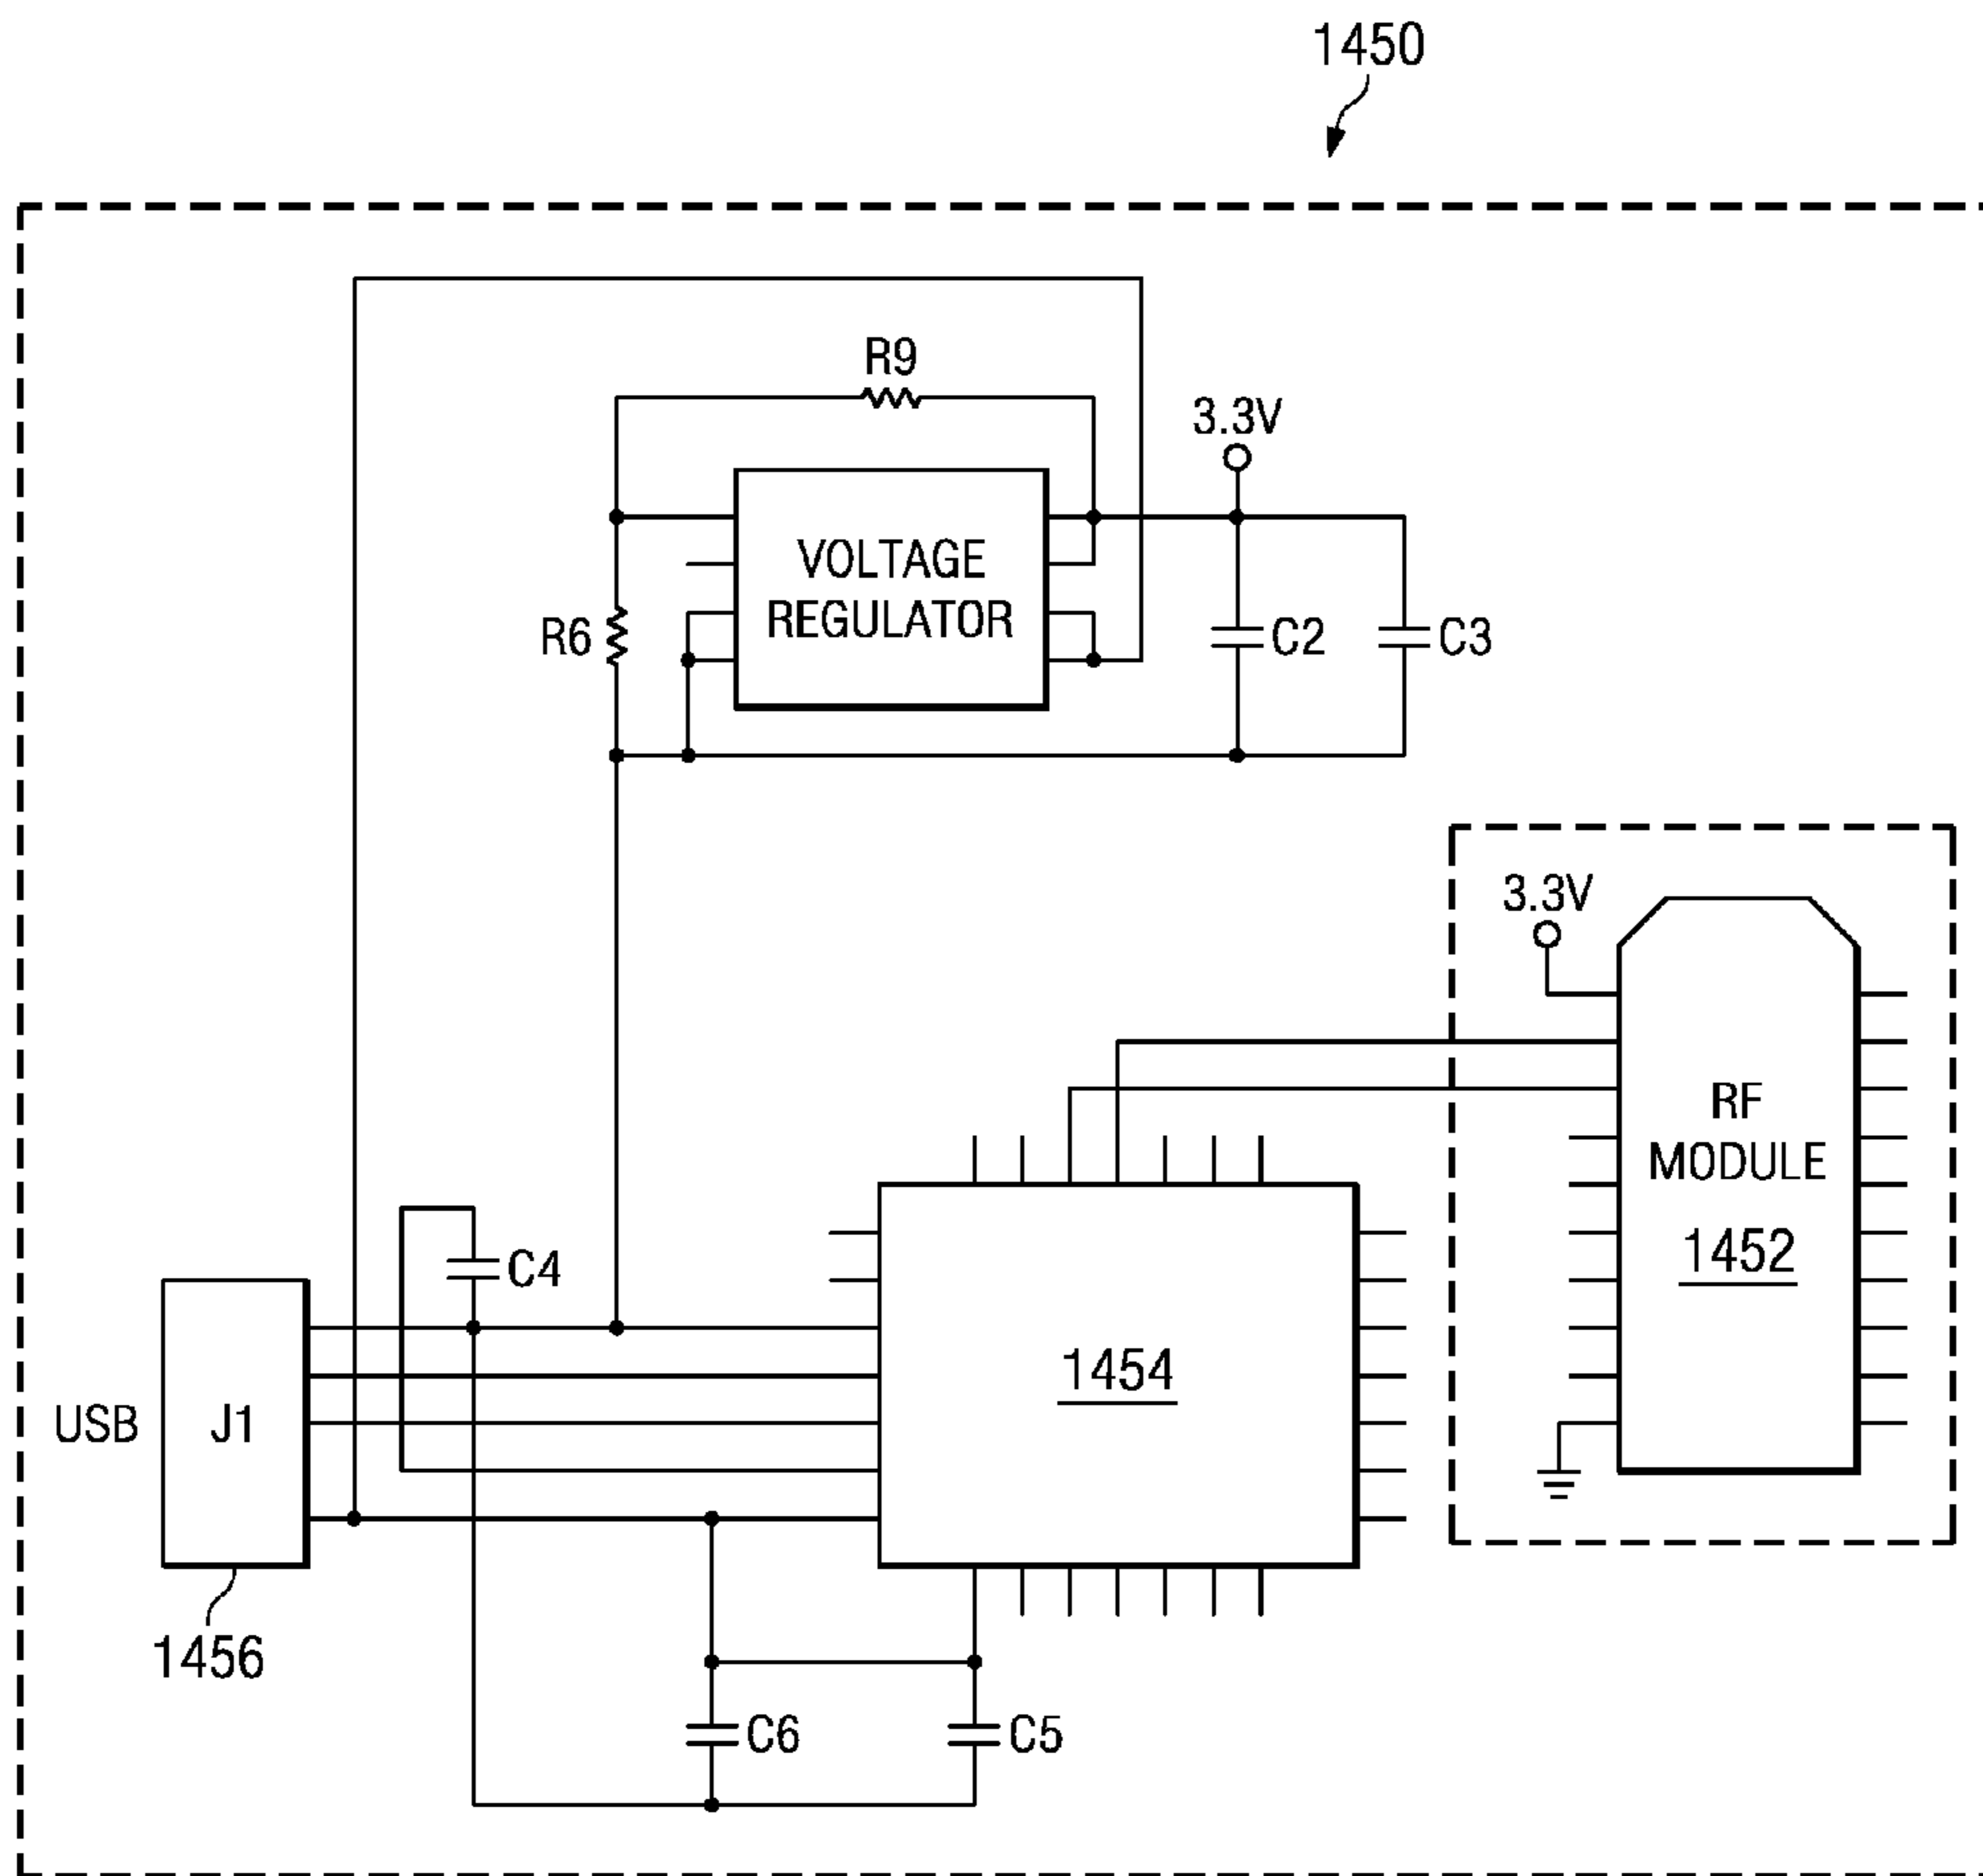 1450
R9
3.3V
VOLTAGE
REGULATOR
R6
C2
C3
3.3V
RF
MODULE
1452
C4
1454
USB
J1
1456
C6
C5